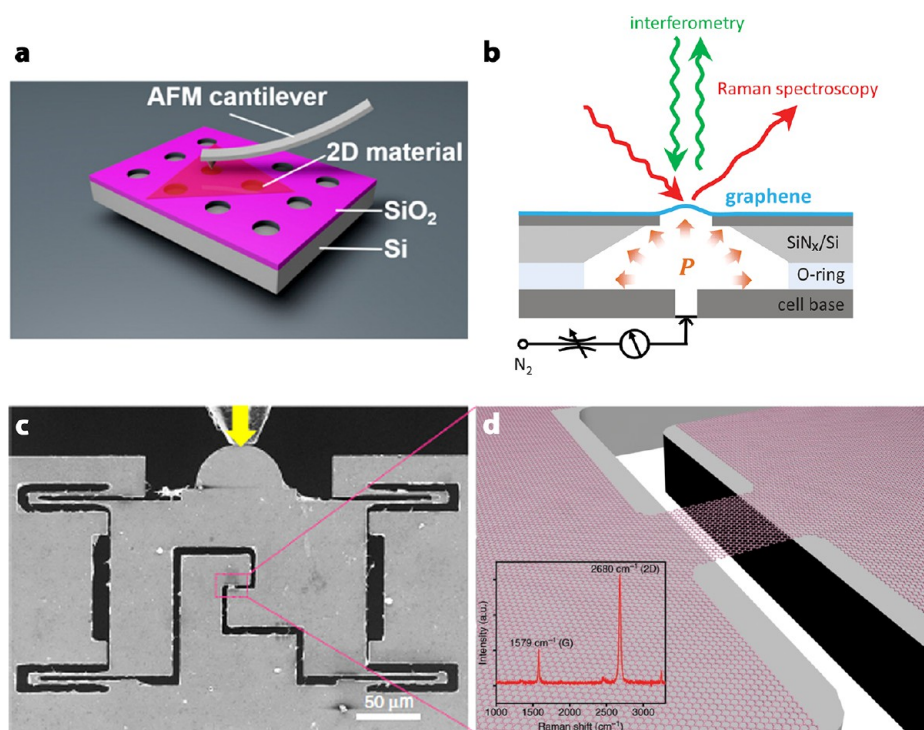 a
AFM cantilever
2D material
SiO₂
Si
b
interferometry
Raman spectroscopy
graphene
SiNₓ/Si
O-ring
P
cell base
N₂
c
50 μm
d
2680 cm⁻¹ (2D)
1579 cm⁻¹ (G)
Intensity (a.u.)
1000 1500 2000 2500 3000
Raman shift (cm⁻¹)